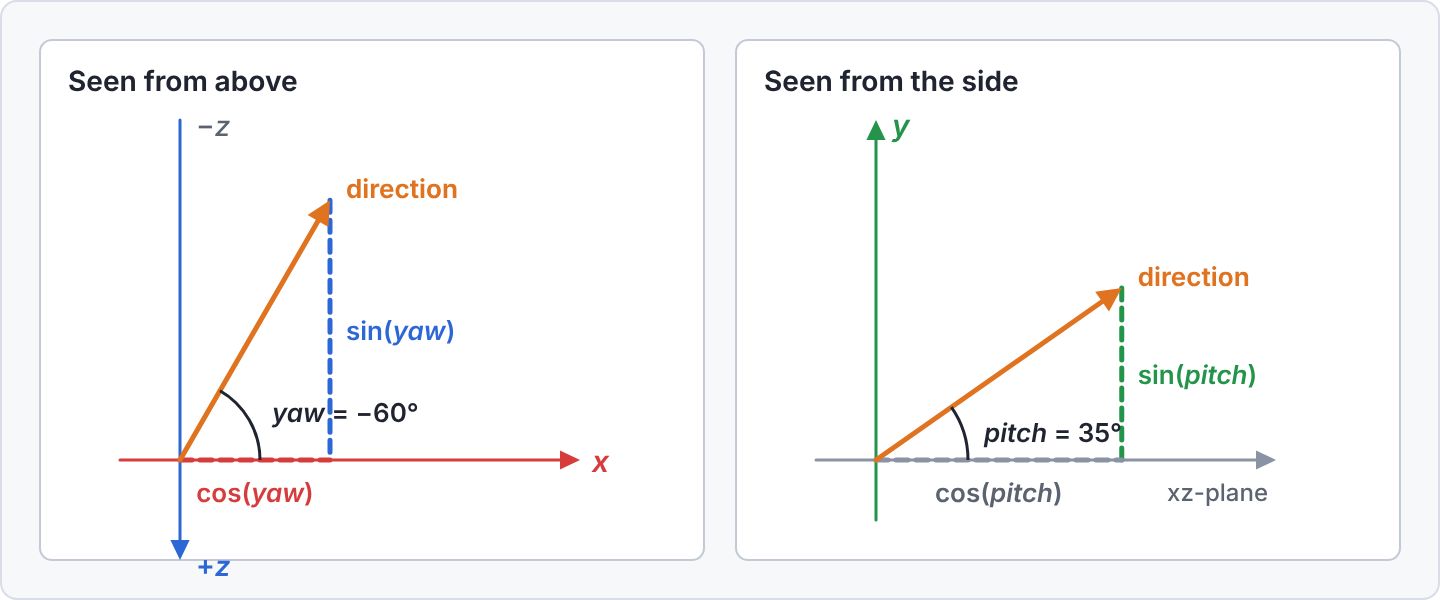 Seen from above
−z
direction
sin(yaw)
yaw = −60°
x
cos(yaw)
+z
Seen from the side
y
direction
sin(pitch)
pitch = 35°
cos(pitch)
xz-plane